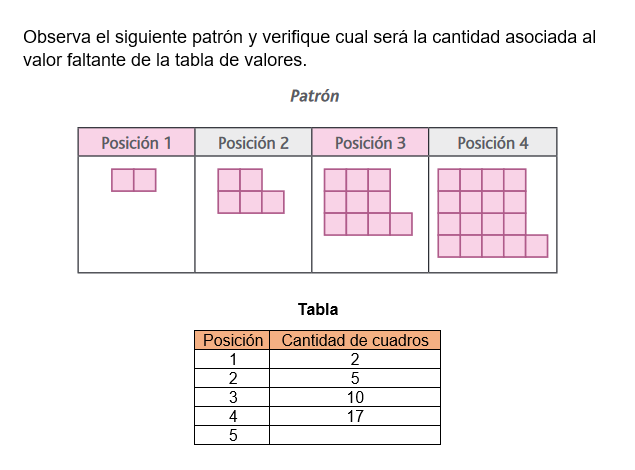 Observa el siguiente patrón y verifique cual será la cantidad asociada al
valor faltante de la tabla de valores.
Patrón
Posición 1 Posición 2 Posición 3 Posición 4
Tabla
Posición Cantidad de cuadros
1 2
2 5
3 10
4 17
5